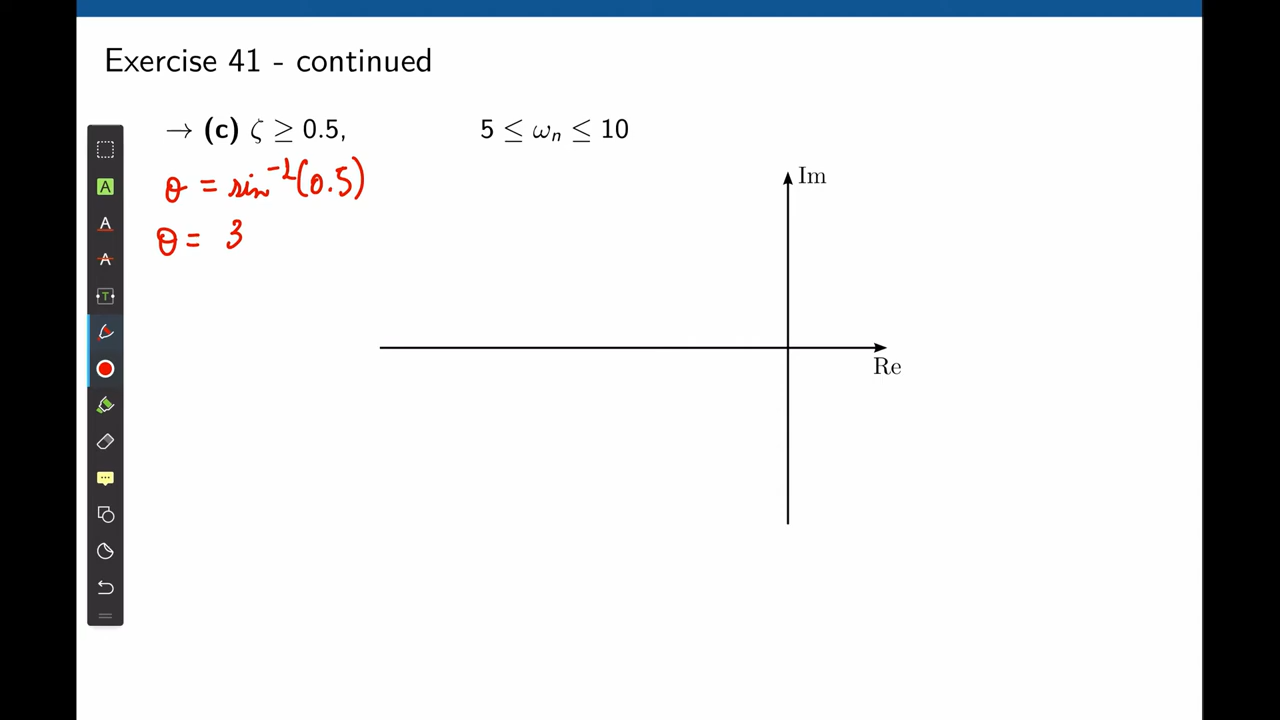 Exercise 41 - continued
→ (c) ζ ≥ 0.5, 5 ≤ ωn ≤ 10
θ = sin⁻¹(0.5)
θ = 3
Im
Re